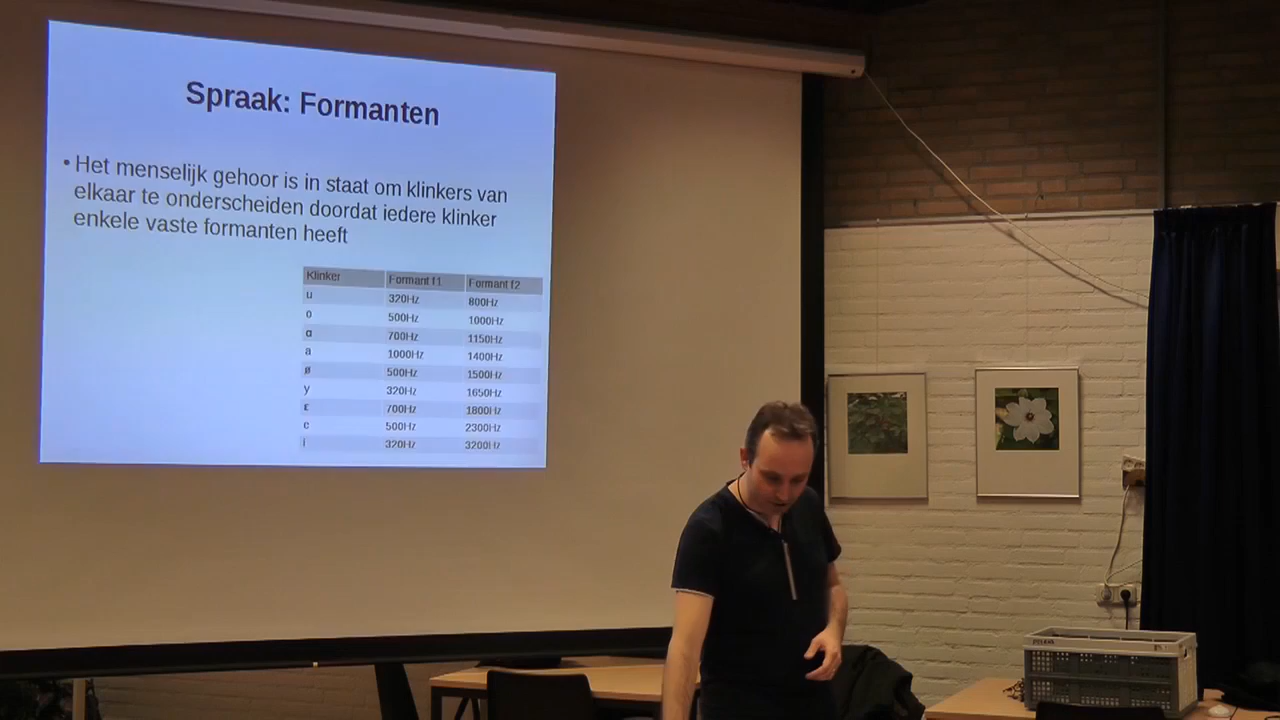 Spraak: Formanten
• Het menselijk gehoor is in staat om klinkers van
elkaar te onderscheiden doordat iedere klinker
enkele vaste formanten heeft
Klinker Formant f1 Formant f2
u 320Hz 800Hz
o 500Hz 1000Hz
ɑ 700Hz 1150Hz
a 1000Hz 1400Hz
ø 500Hz 1500Hz
y 320Hz 1650Hz
ɛ 700Hz 1800Hz
e 500Hz 2300Hz
i 320Hz 3200Hz